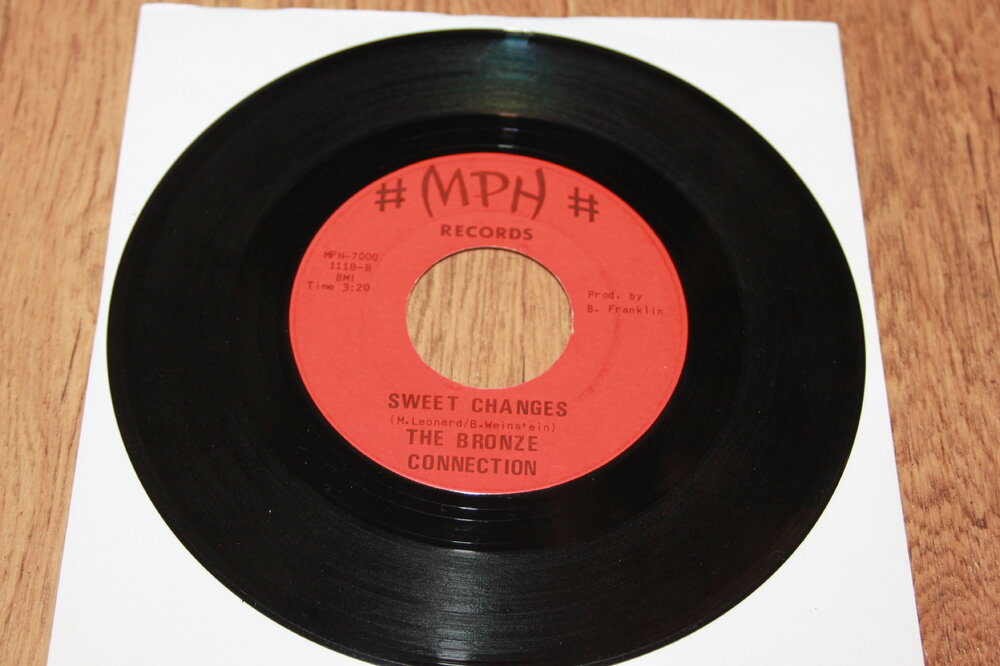 # MPH #
RECORDS
MPH-7000
1118-B
BMI
Time 3:20
Prod. by
B. Franklin
SWEET CHANGES
(M.Leonard/B.Weinstein)
THE BRONZE
CONNECTION